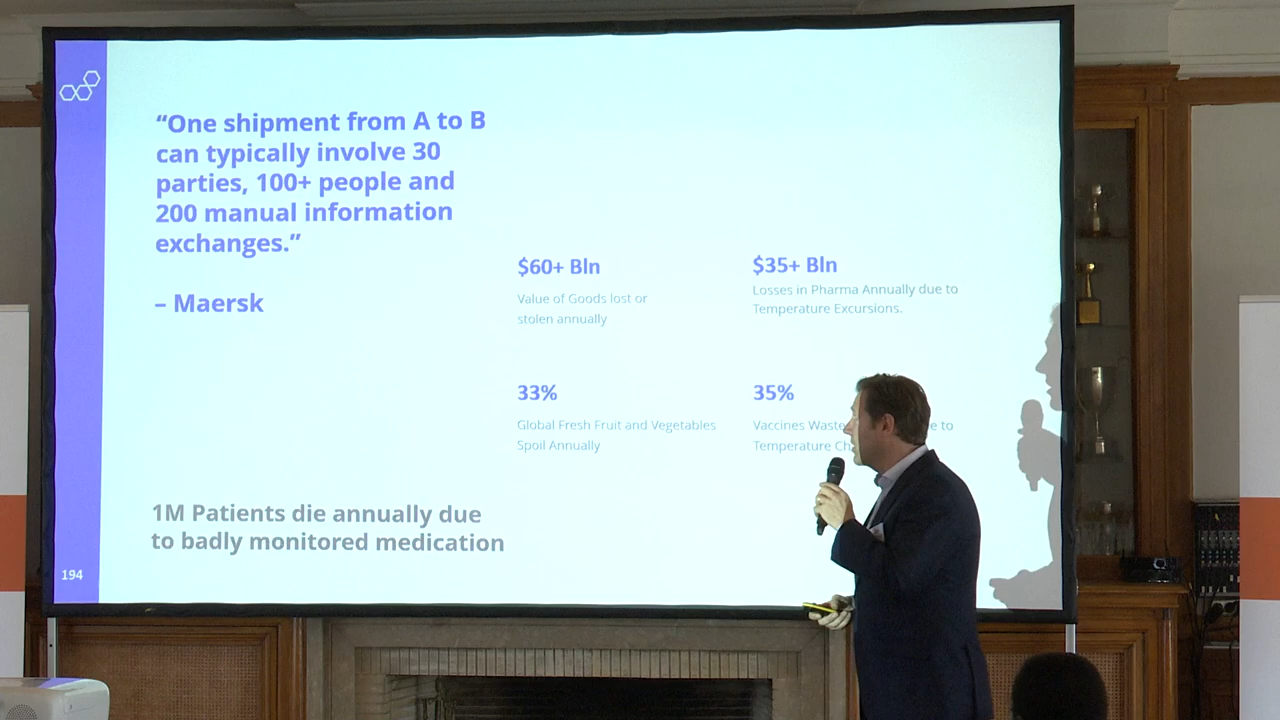 “One shipment from A to B
can typically involve 30
parties, 100+ people and
200 manual information
exchanges.”
– Maersk
$60+ Bln
Value of Goods lost or
stolen annually
$35+ Bln
Losses in Pharma Annually due to
Temperature Excursions.
33%
Global Fresh Fruit and Vegetables
Spoil Annually
35%
Vaccines to
Temperature
1M Patients die annually due
to badly monitored medication
194